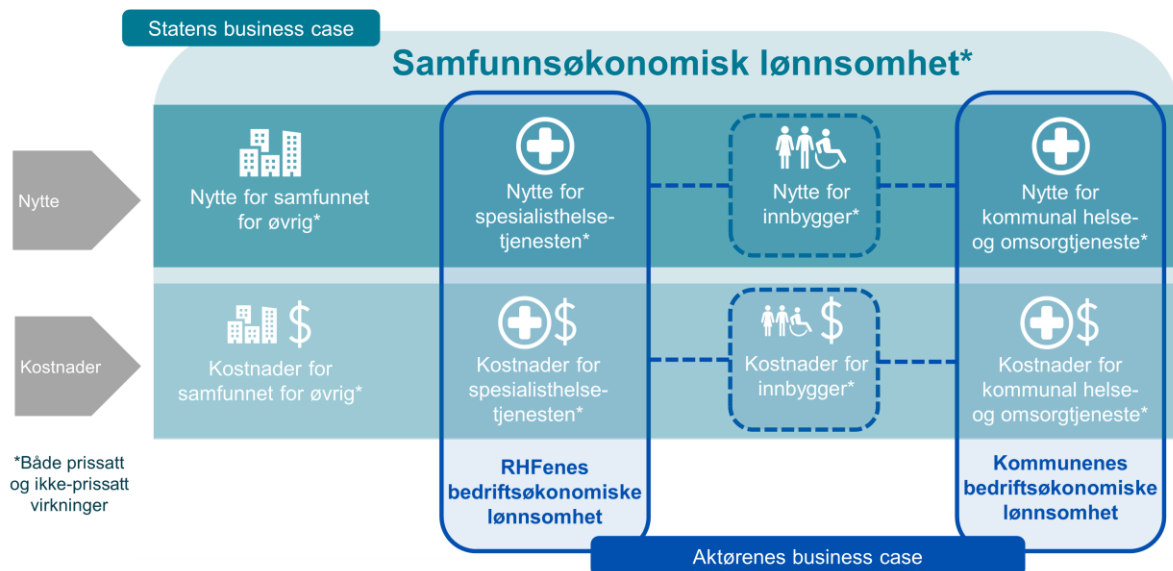 Statens business case
Samfunnsøkonomisk lønnsomhet*
Nytte
Nytte for samfunnet
for øvrig*
Nytte for
spesialisthelse-
tjenesten*
Nytte for
innbygger*
Nytte for
kommunal helse-
og omsorgtjeneste*
Kostnader
$
Kostnader for
samfunnet for øvrig*
$
Kostnader for
spesialisthelse-
tjenesten*
$
Kostnader for
innbygger*
$
Kostnader for
kommunal helse-
og omsorgtjeneste*
*Både prissatt
og ikke-prissatt
virkninger
RHFenes
bedriftsøkonomiske
lønnsomhet
Kommunenes
bedriftsøkonomiske
lønnsomhet
Aktørenes business case